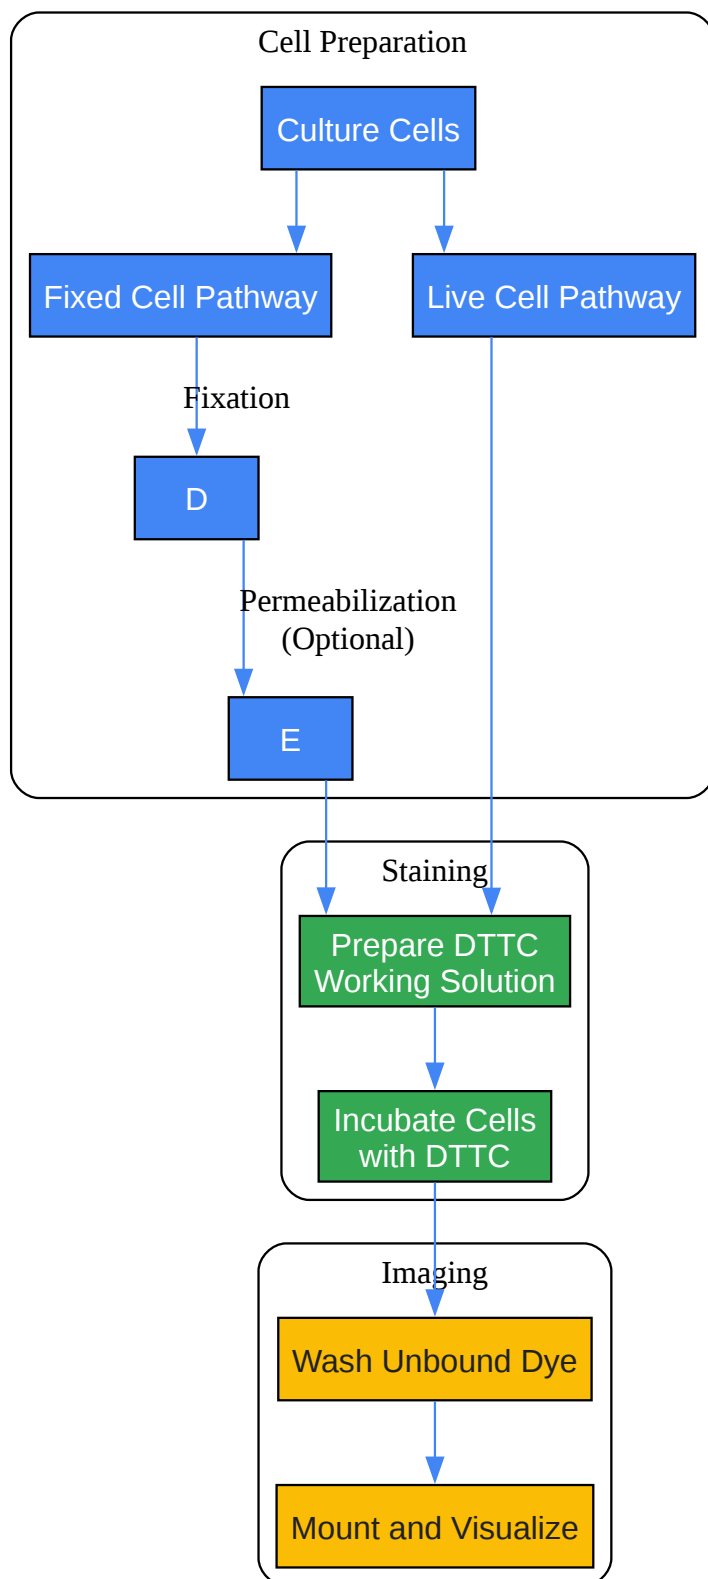 Cell Preparation
Culture Cells
Fixed Cell Pathway
Live Cell Pathway
Fixation
D
Permeabilization
(Optional)
E
Staining
Prepare DTTC
Working Solution
Incubate Cells
with DTTC
Imaging
Wash Unbound Dye
Mount and Visualize